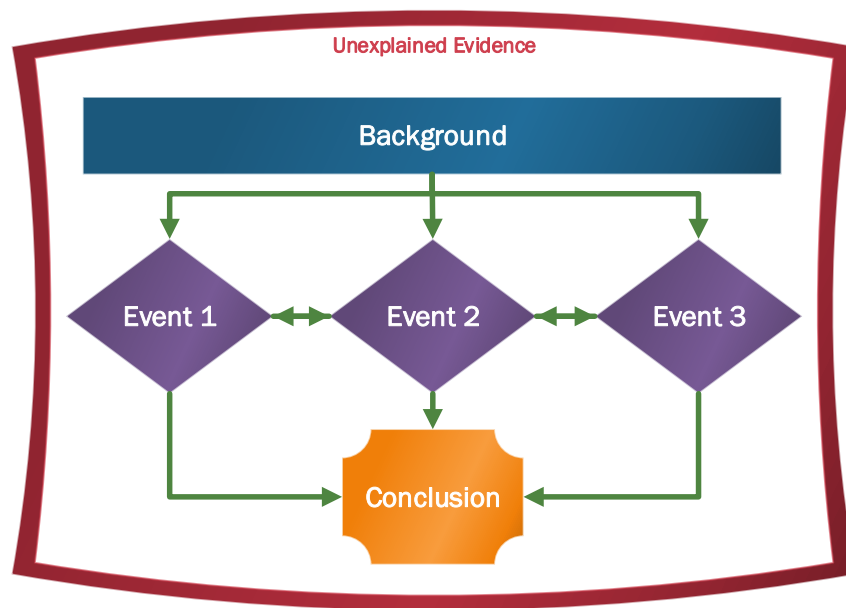 Unexplained Evidence
Background
Event 1
Event 2
Event 3
Conclusion